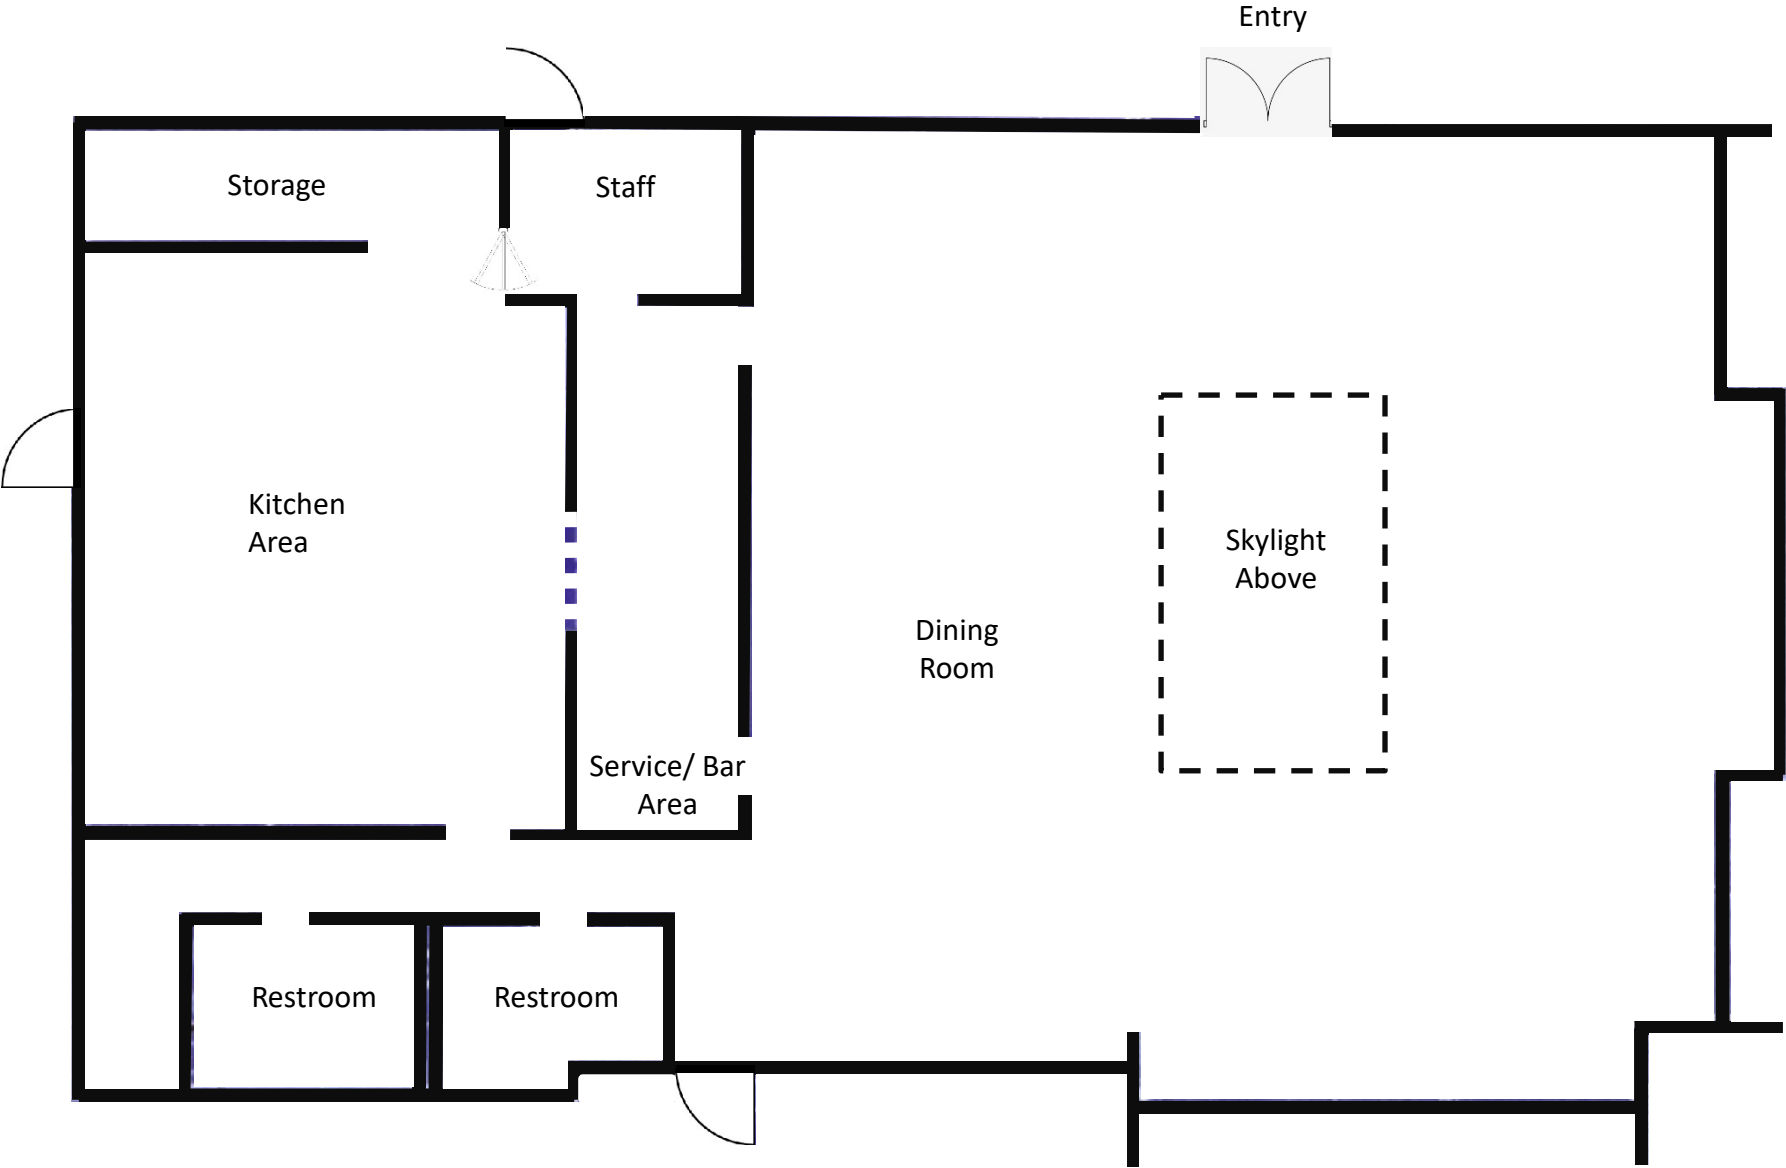 Entry
Storage
Staff
Kitchen
Area
Skylight
Above
Dining
Room
Service/ Bar
Area
Restroom
Restroom